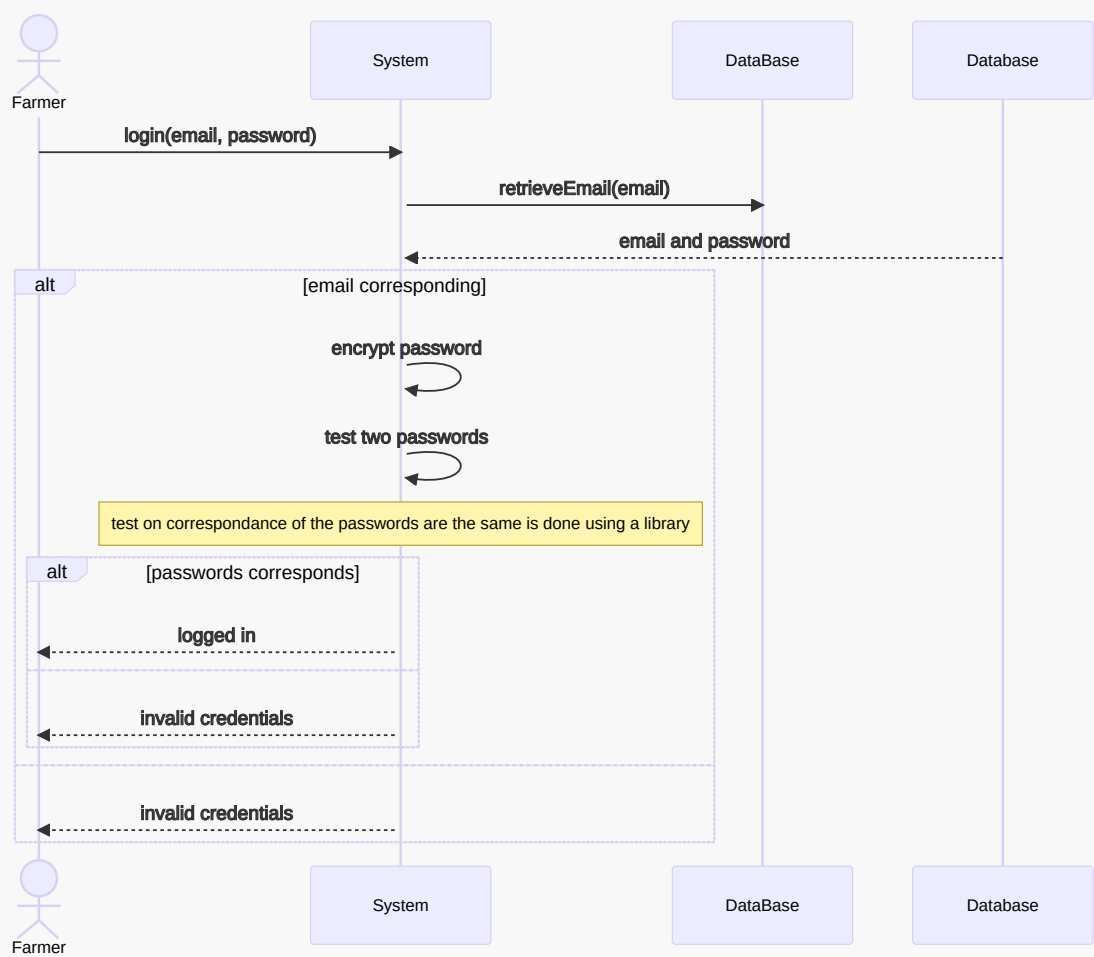 Farmer
System
DataBase
Database
login(email, password)
retrieveEmail(email)
email and password
alt
[email corresponding]
encrypt password
test two passwords
test on correspondance of the passwords are the same is done using a library
alt
[passwords corresponds]
logged in
invalid credentials
invalid credentials
Farmer
System
DataBase
Database